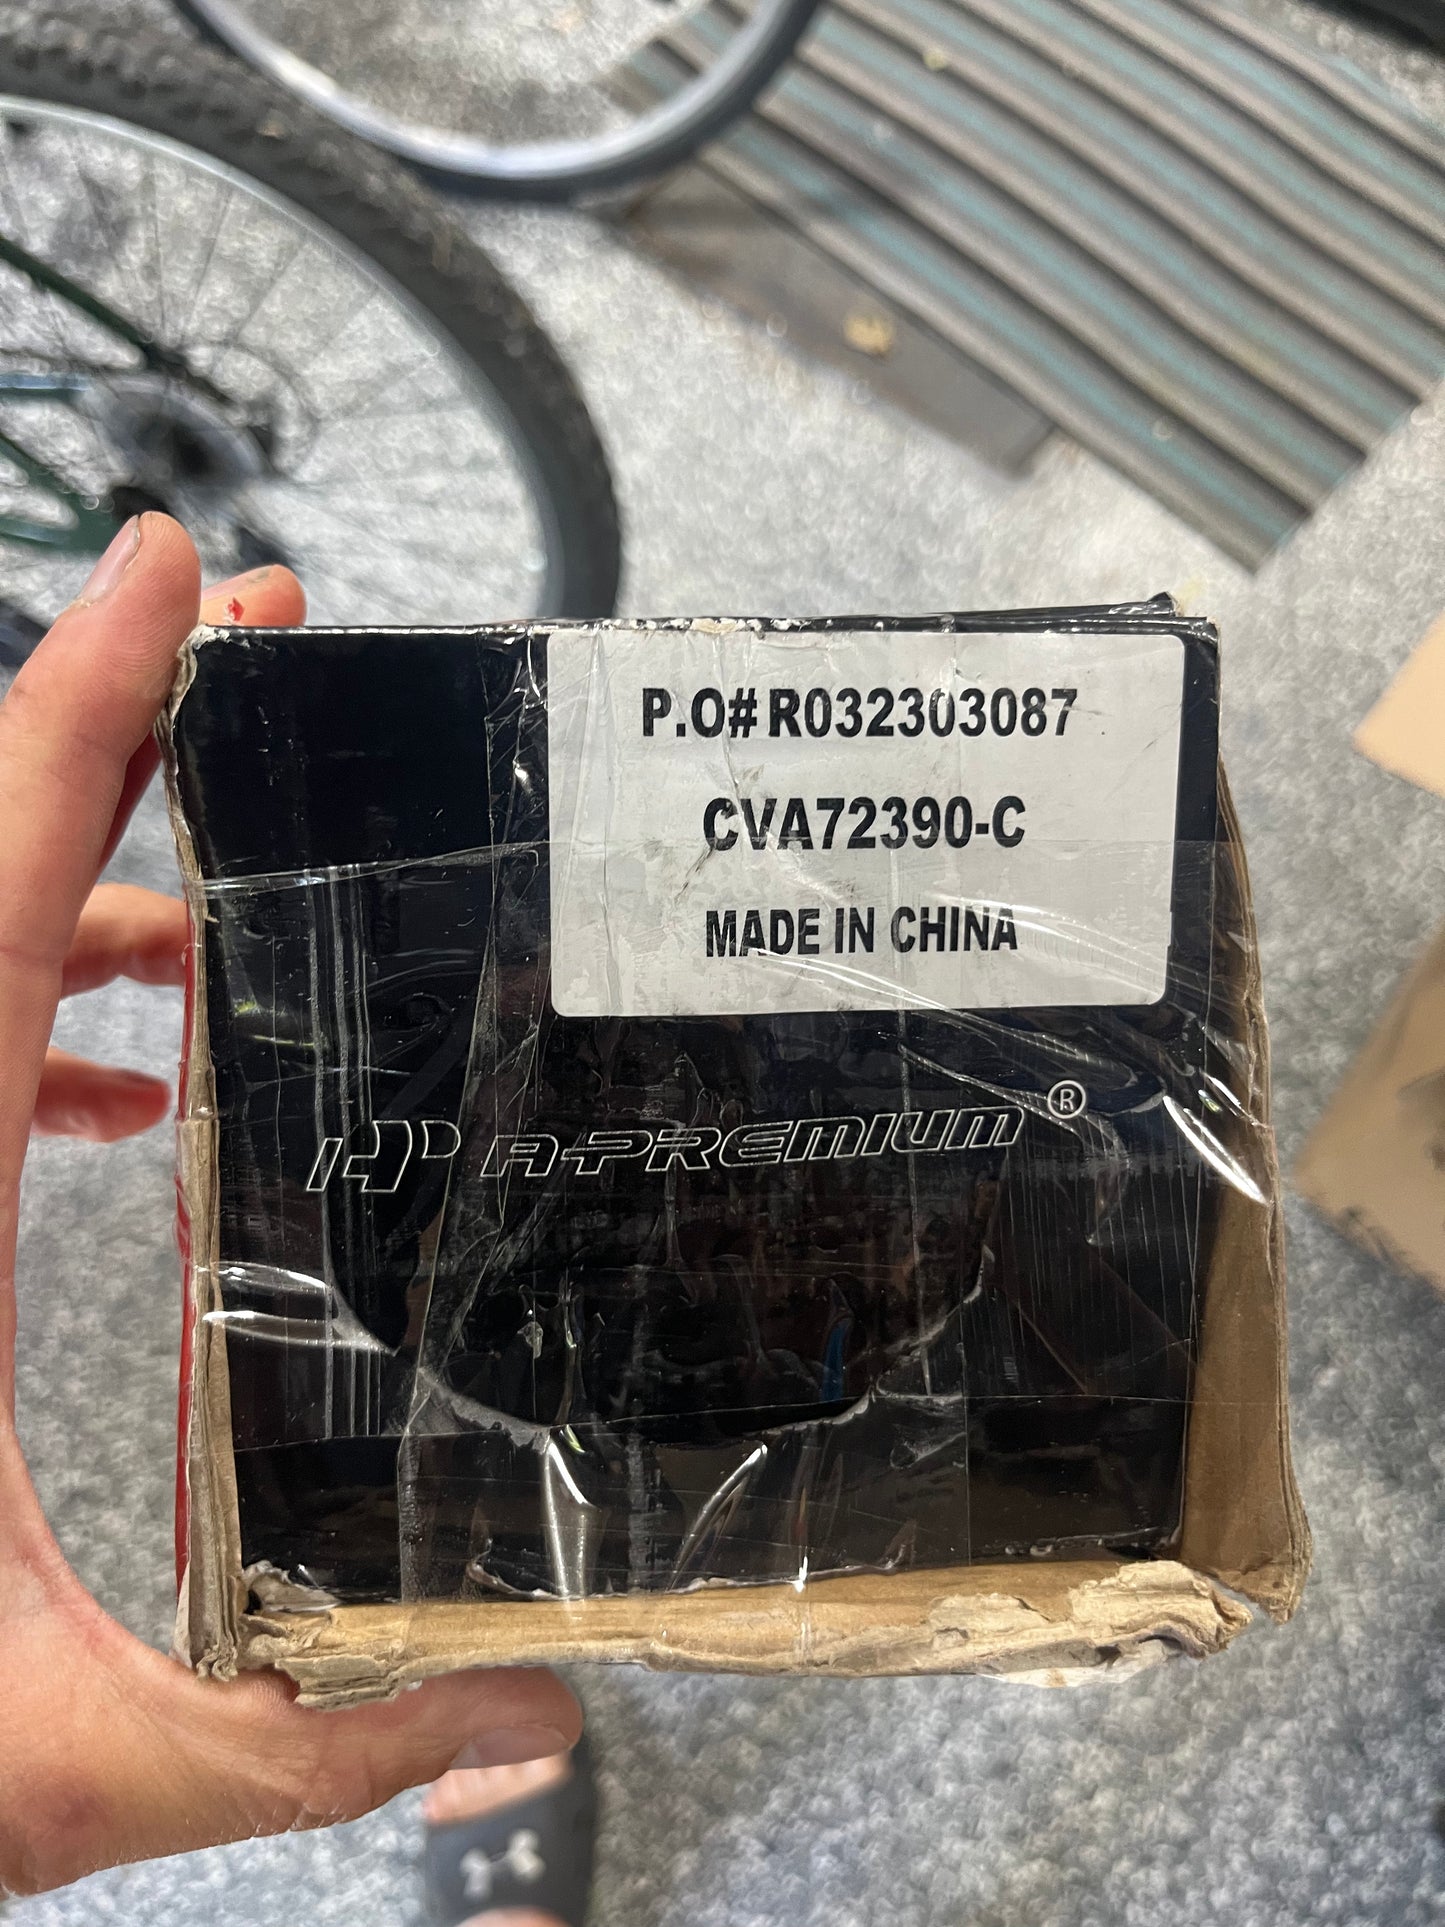 P.O# R032303087
CVA72390-C
MADE IN CHINA
A-PREMIUM ®